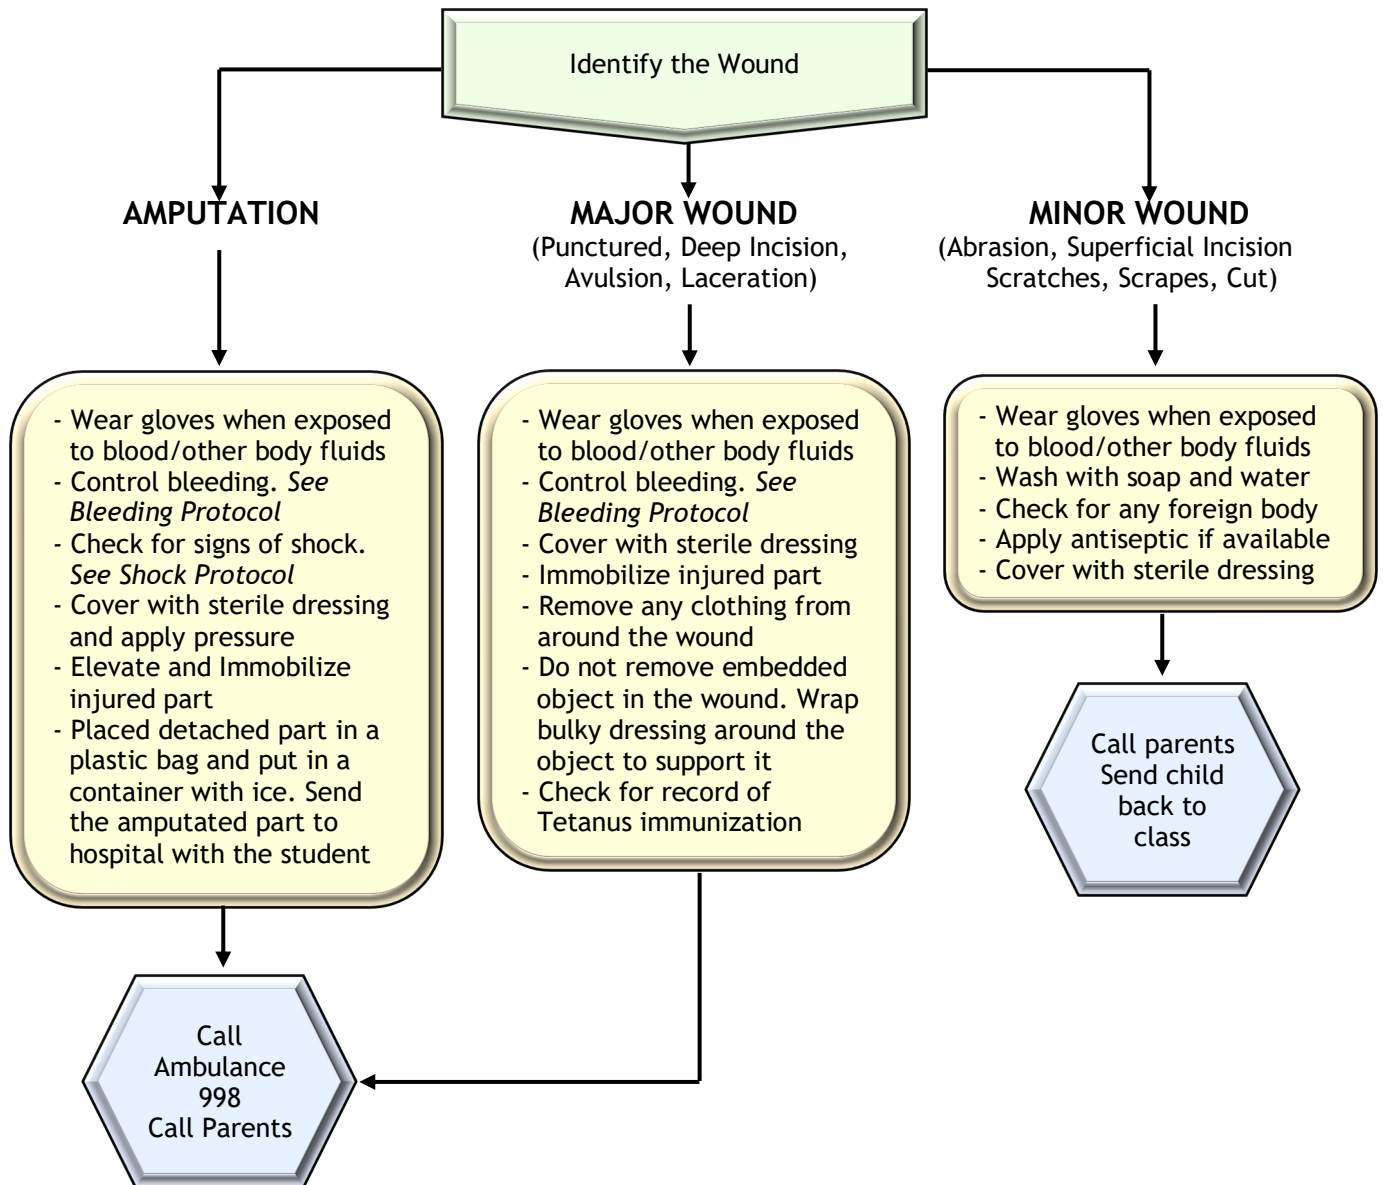 Identify the Wound
AMPUTATION
MAJOR WOUND
(Punctured, Deep Incision,
Avulsion, Laceration)
MINOR WOUND
(Abrasion, Superficial Incision
Scratches, Scrapes, Cut)
- Wear gloves when exposed
to blood/other body fluids
- Control bleeding. See
Bleeding Protocol
- Check for signs of shock.
See Shock Protocol
- Cover with sterile dressing
and apply pressure
- Elevate and Immobilize
injured part
- Placed detached part in a
plastic bag and put in a
container with ice. Send
the amputated part to
hospital with the student
- Wear gloves when exposed
to blood/other body fluids
- Control bleeding. See
Bleeding Protocol
- Cover with sterile dressing
- Immobilize injured part
- Remove any clothing from
around the wound
- Do not remove embedded
object in the wound. Wrap
bulky dressing around the
object to support it
- Check for record of
Tetanus immunization
- Wear gloves when exposed
to blood/other body fluids
- Wash with soap and water
- Check for any foreign body
- Apply antiseptic if available
- Cover with sterile dressing
Call parents
Send child
back to
class
Call
Ambulance
998
Call Parents